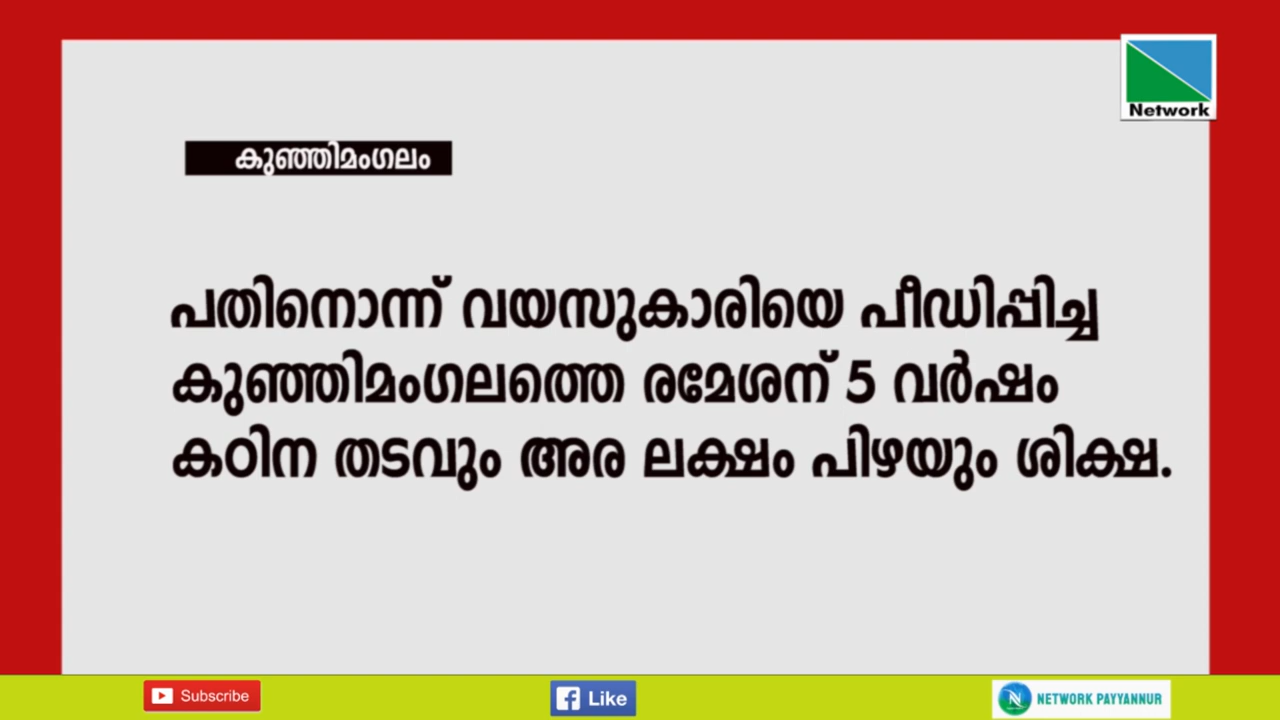 Network
കുഞ്ഞിമംഗലം
പതിനൊന്ന് വയസുകാരിയെ പീഡിപ്പിച്ച
കുഞ്ഞിമംഗലത്തെ രമേശന് 5 വർഷം
കഠിന തടവും അര ലക്ഷം പിഴയും ശിക്ഷ.
Subscribe
Like
NETWORK PAYYANNUR